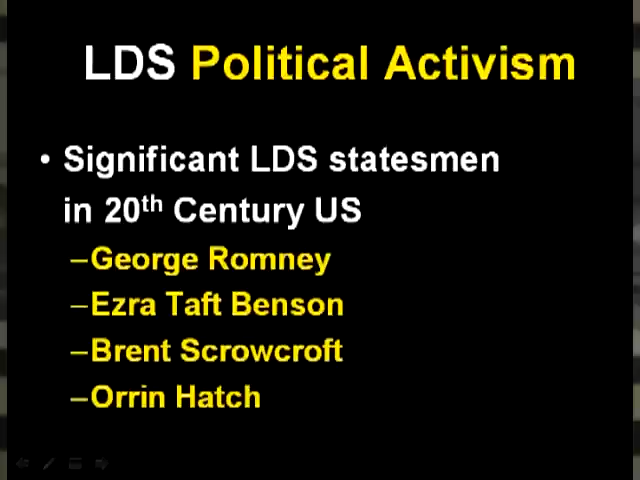 LDS Political Activism
• Significant LDS statesmen
in 20th Century US
–George Romney
–Ezra Taft Benson
–Brent Scrowcroft
–Orrin Hatch